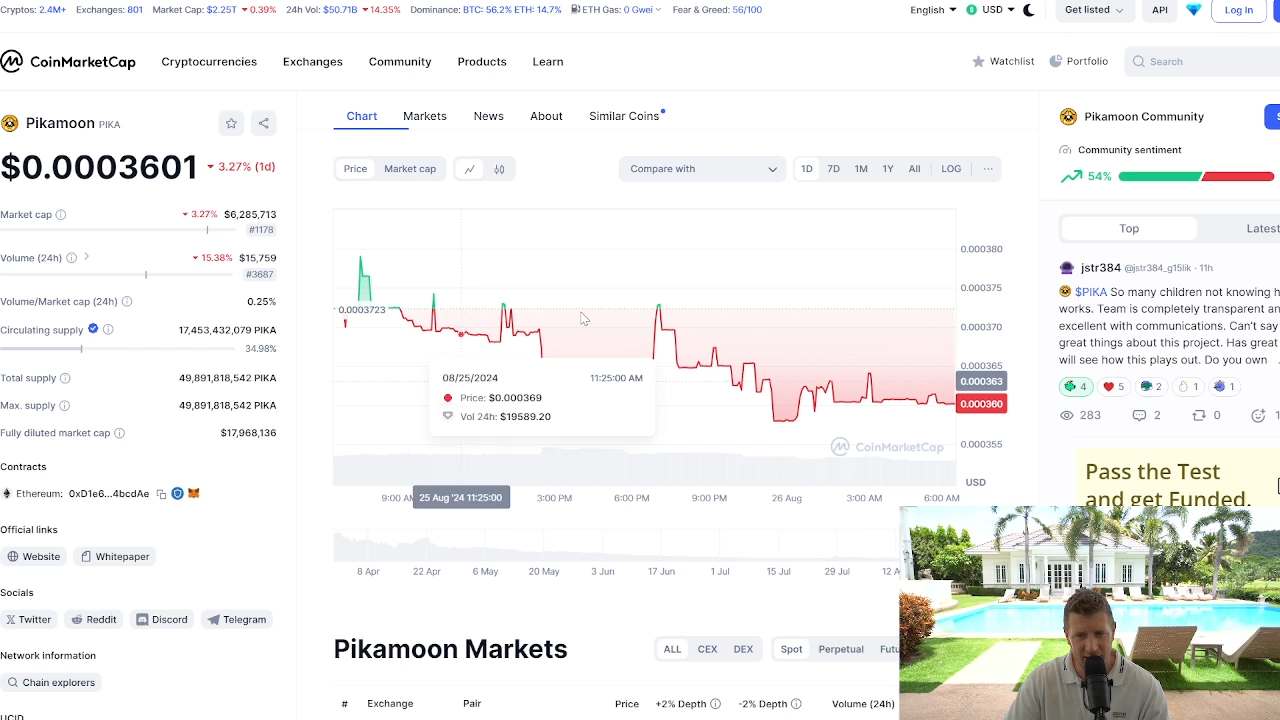 Cryptos: 2.4M+ Exchanges: 801 Market Cap: $2.25T 0.39% 24h Vol: $50.71B 14.35% Dominance: BTC: 56.2% ETH: 14.7% ETH Gas: 0 Gwei Fear & Greed: 56/100 English USD Get listed API Log In
CoinMarketCap Cryptocurrencies Exchanges Community Products Learn Watchlist Portfolio Search
Pikamoon PIKA
$0.0003601 3.27% (1d)
Market cap 3.27% $6,285,713
#1178
Volume (24h) 15.38% $15,759
#3687
Volume/Market cap (24h) 0.25%
Circulating supply 17,453,432,079 PIKA
34.98%
Total supply 49,891,818,542 PIKA
Max. supply 49,891,818,542 PIKA
Fully diluted market cap $17,968,136
Contracts
Ethereum: 0xD1e6...4bcdAe
Official links
Website Whitepaper
Socials
Twitter Reddit Discord Telegram
Network information
Chain explorers
UCID
Chart Markets News About Similar Coins
Price Market cap Compare with 1D 7D 1M 1Y All LOG
0.000380
0.000375
0.0003723
0.000370
0.000365
0.000363
0.000360
0.000355
08/25/2024 11:25:00 AM
Price: $0.000369
Vol 24h: $19589.20
CoinMarketCap
USD
9:00 AM 25 Aug '24 11:25:00 3:00 PM 6:00 PM 9:00 PM 26 Aug 3:00 AM 6:00 AM
8 Apr 22 Apr 6 May 20 May 3 Jun 17 Jun 1 Jul 15 Jul 29 Jul 12 A
Pikamoon Markets ALL CEX DEX Spot Perpetual Futu
# Exchange Pair Price +2% Depth -2% Depth Volume (24h)
Pikamoon Community
Community sentiment
54%
Top Latest
jstr384 @jstr384_g15lik · 11h
$PIKA So many children not knowing h
works. Team is completely transparent an
excellent with communications. Can't say
great things about this project. Has great
will see how this plays out. Do you own
4 5 2 1 1
283 2 0 1
Pass the Test
and get Funded.